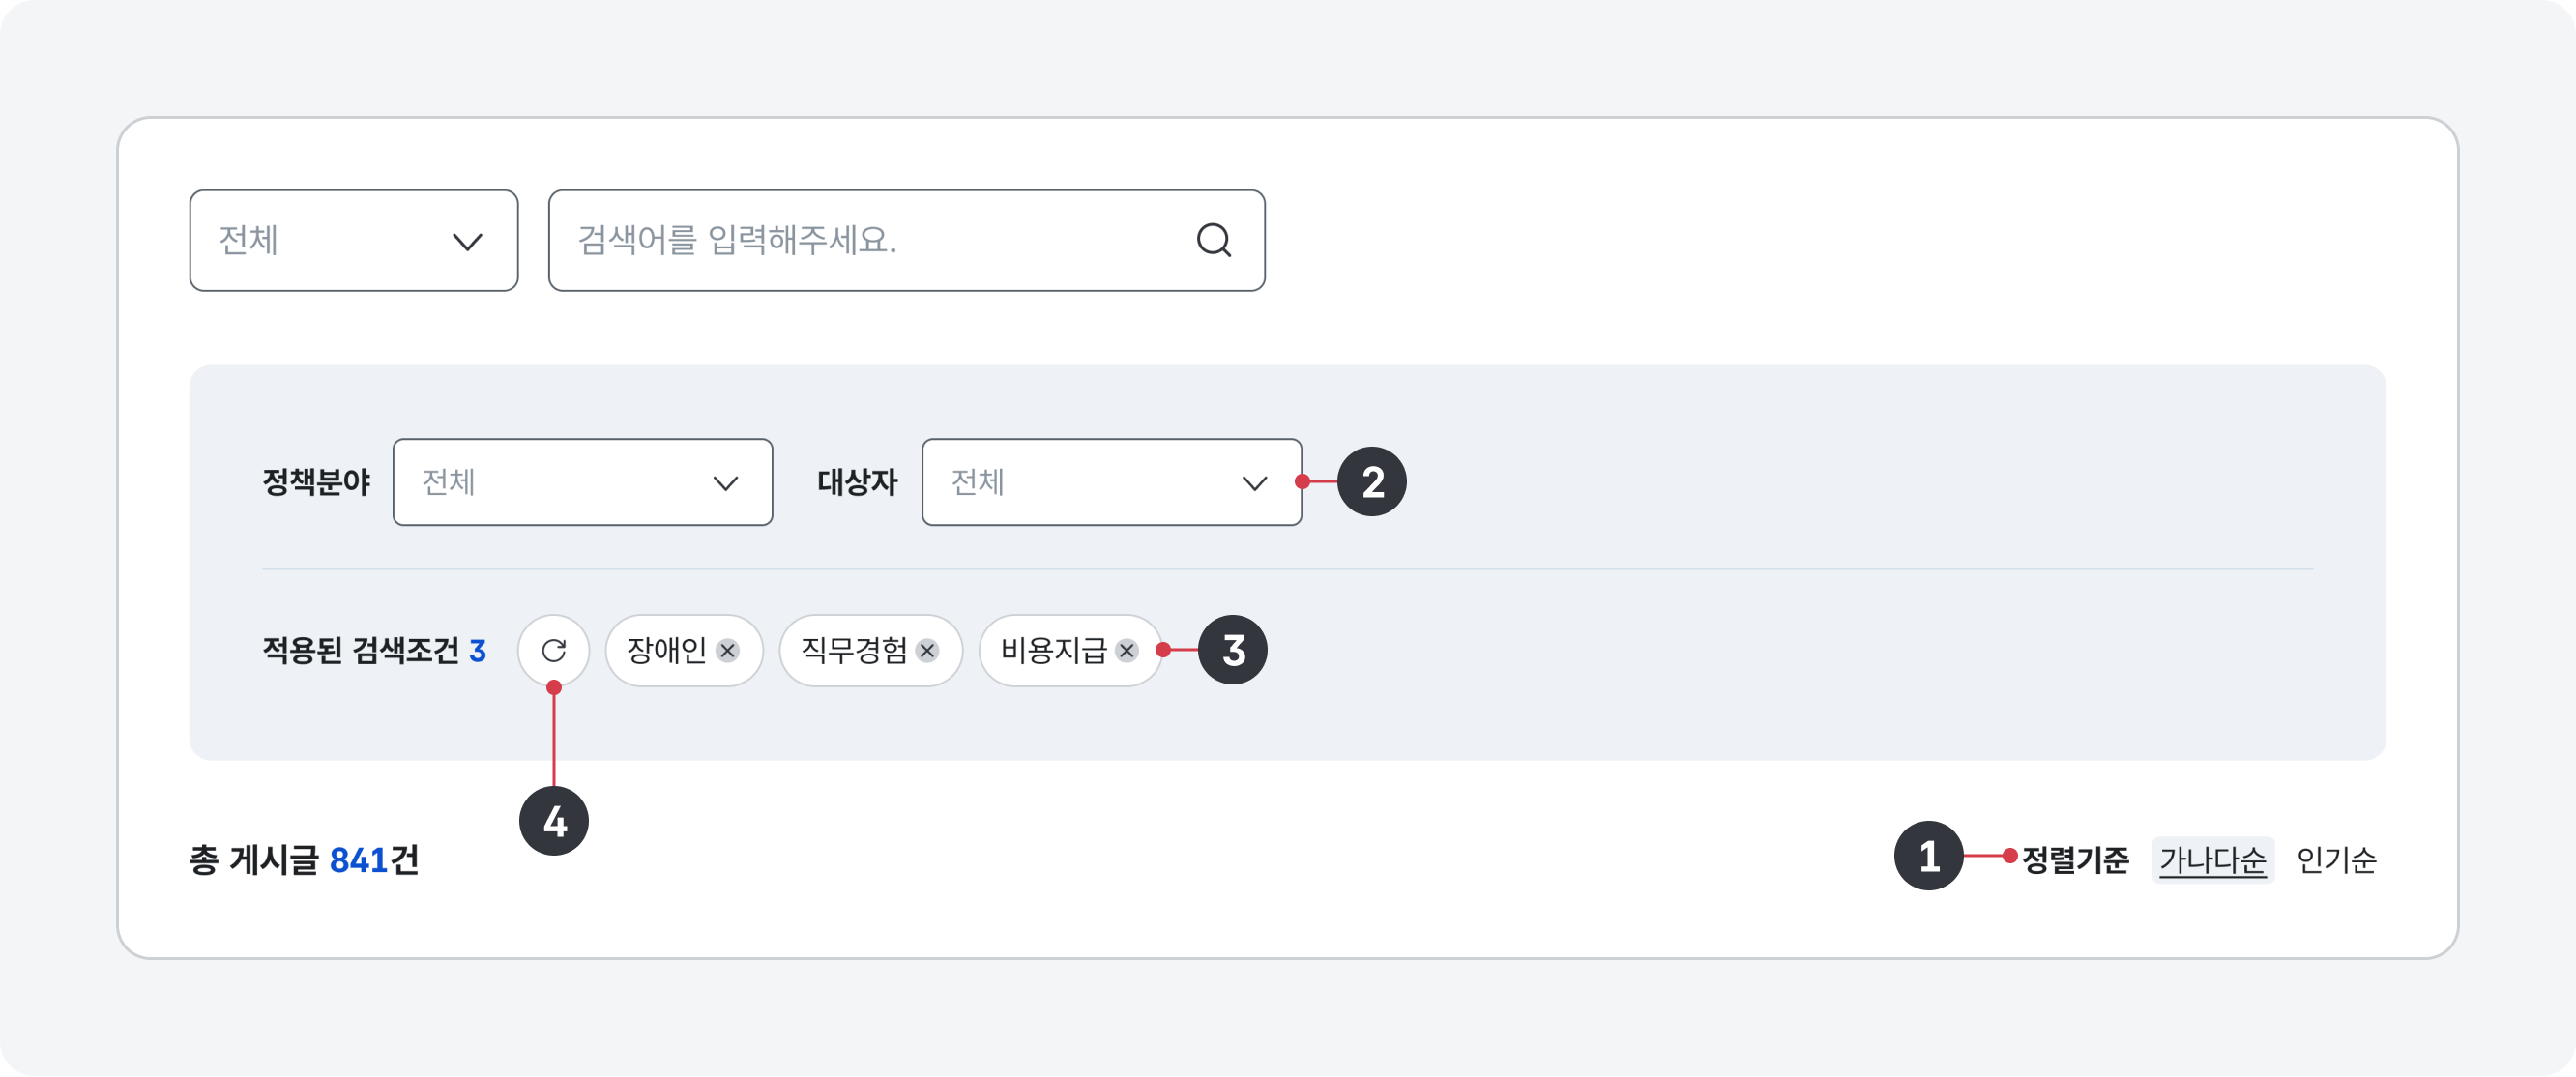 전체 검색어를 입력해주세요.
정책분야 전체 대상자 전체 2
적용된 검색조건 3 장애인 직무경험 비용지급 3
4
총 게시글 841건 1 정렬기준 가나다순 인기순